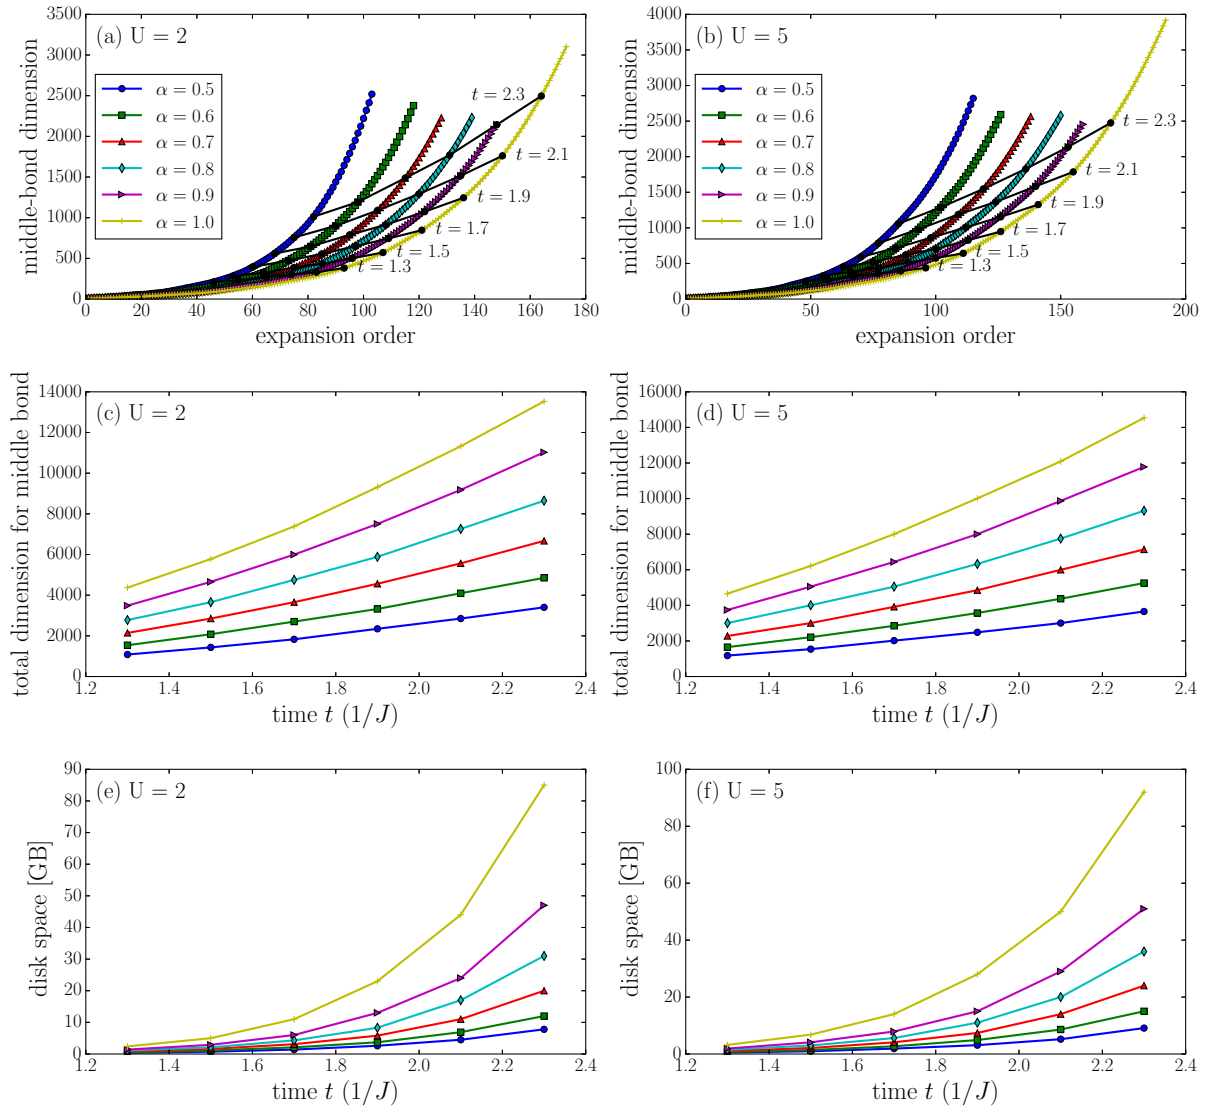 (a) U = 2
middle-bond dimension
3500
3000
2500
2000
1500
1000
500
0
α = 0.5
α = 0.6
α = 0.7
α = 0.8
α = 0.9
α = 1.0
t = 2.3
t = 2.1
t = 1.9
t = 1.7
t = 1.5
t = 1.3
0 20 40 60 80 100 120 140 160 180
expansion order
(b) U = 5
middle-bond dimension
4000
3500
3000
2500
2000
1500
1000
500
0
α = 0.5
α = 0.6
α = 0.7
α = 0.8
α = 0.9
α = 1.0
t = 2.3
t = 2.1
t = 1.9
t = 1.7
t = 1.5
t = 1.3
0 50 100 150 200
expansion order
(c) U = 2
total dimension for middle bond
14000
12000
10000
8000
6000
4000
2000
0
1.2 1.4 1.6 1.8 2.0 2.2 2.4
time t (1/J)
(d) U = 5
total dimension for middle bond
16000
14000
12000
10000
8000
6000
4000
2000
0
1.2 1.4 1.6 1.8 2.0 2.2 2.4
time t (1/J)
(e) U = 2
disk space [GB]
90
80
70
60
50
40
30
20
10
0
1.2 1.4 1.6 1.8 2.0 2.2 2.4
time t (1/J)
(f) U = 5
disk space [GB]
100
80
60
40
20
0
1.2 1.4 1.6 1.8 2.0 2.2 2.4
time t (1/J)